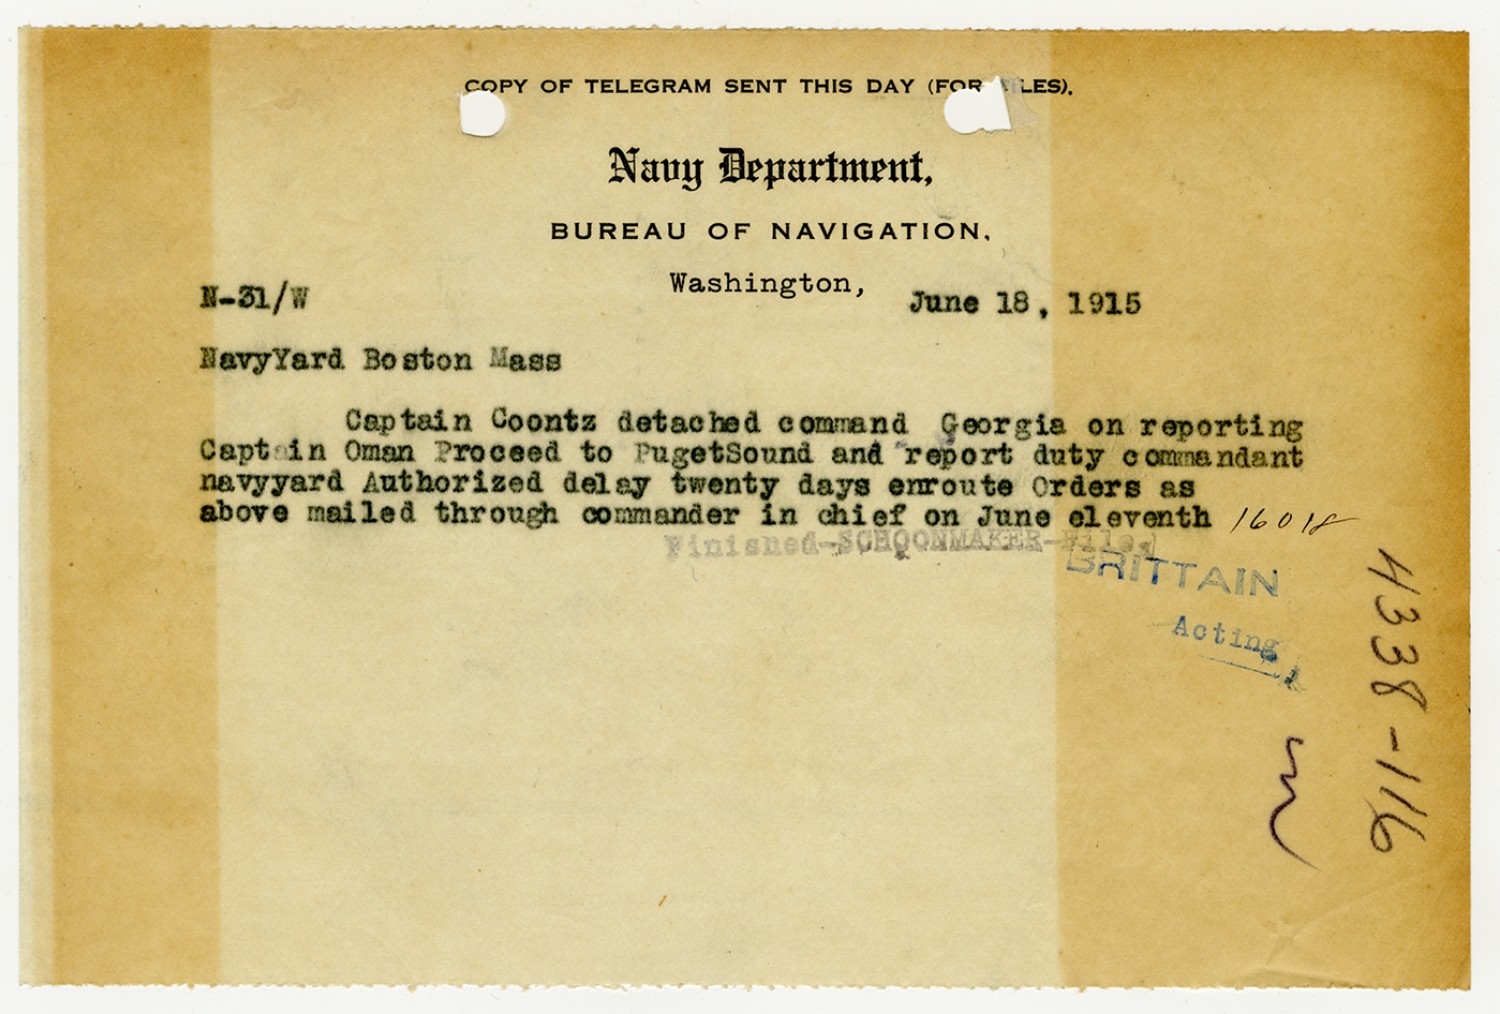 COPY OF TELEGRAM SENT THIS DAY (FOR FILES).
Navy Department,
BUREAU OF NAVIGATION,
Washington,
N-31/W
June 18, 1915
NavyYard Boston Mass
Captain Coontz detached command Georgia on reporting
Captain Oman Proceed to PugetSound and report duty commandant
navyyard Authorized delay twenty days enroute Orders as
above mailed through commander in chief on June eleventh 16018
Finished-SCHOONMAKER-File.
BRITTAIN
Acting
4338-116